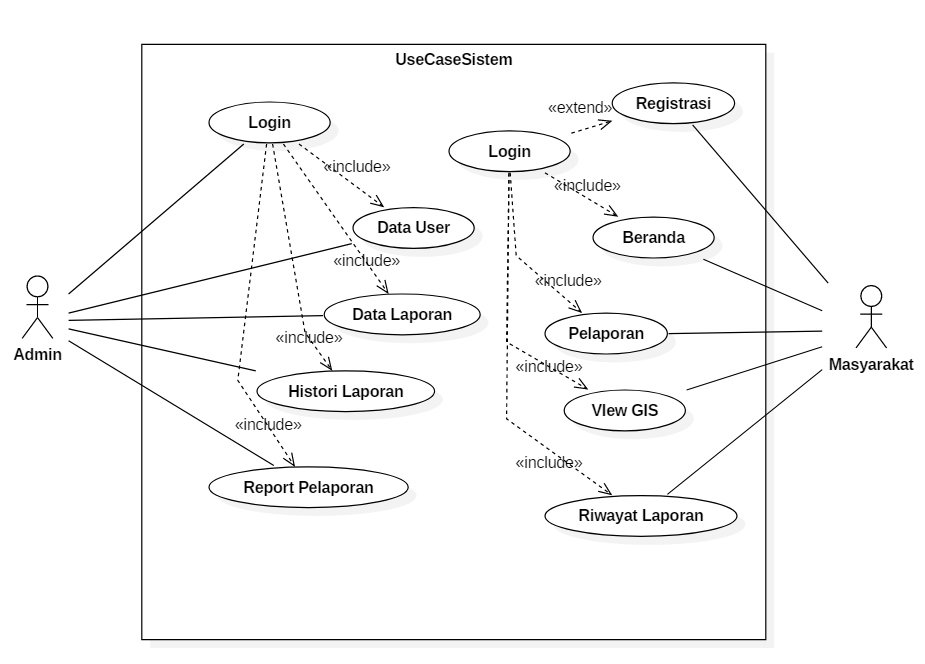 UseCaseSistem
Login
«extend»
Registrasi
Login
«include»
«include»
Data User
Beranda
«include»
«include»
Data Laporan
Pelaporan
«include»
Admin
Masyarakat
«include»
Histori Laporan
VIew GIS
«include»
«include»
Report Pelaporan
Riwayat Laporan